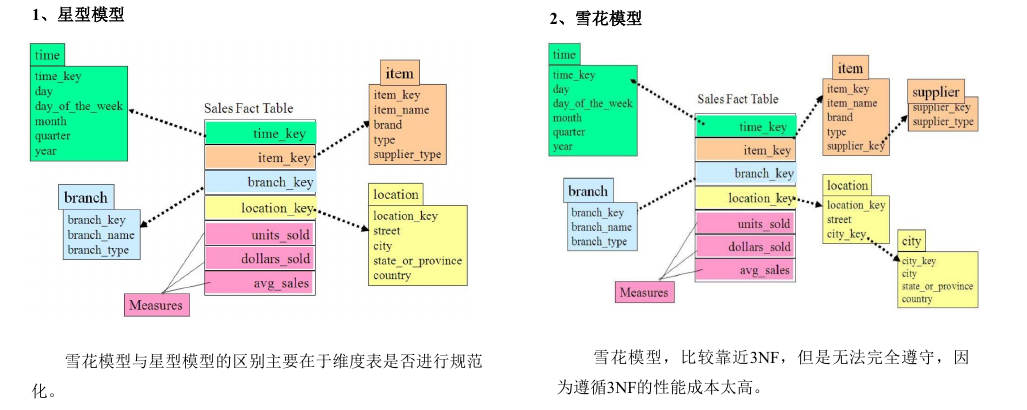 1、星型模型
time
time_key
day
day_of_the_week
month
quarter
year
Sales Fact Table
time_key
item_key
branch_key
location_key
units_sold
dollars_sold
avg_sales
item
item_key
item_name
brand
type
supplier_type
branch
branch_key
branch_name
branch_type
location
location_key
street
city
state_or_province
country
Measures
雪花模型与星型模型的区别主要在于维度表是否进行规范
化。
2、雪花模型
time
time_key
day
day_of_the_week
month
quarter
year
Sales Fact Table
time_key
item_key
branch_key
location_key
units_sold
dollars_sold
avg_sales
item
item_key
item_name
brand
type
supplier_key
supplier
supplier_key
supplier_type
branch
branch_key
branch_name
branch_type
location
location_key
street
city_key
city
city_key
city
state_or_province
country
Measures
雪花模型，比较靠近3NF，但是无法完全遵守，因
为遵循3NF的性能成本太高。